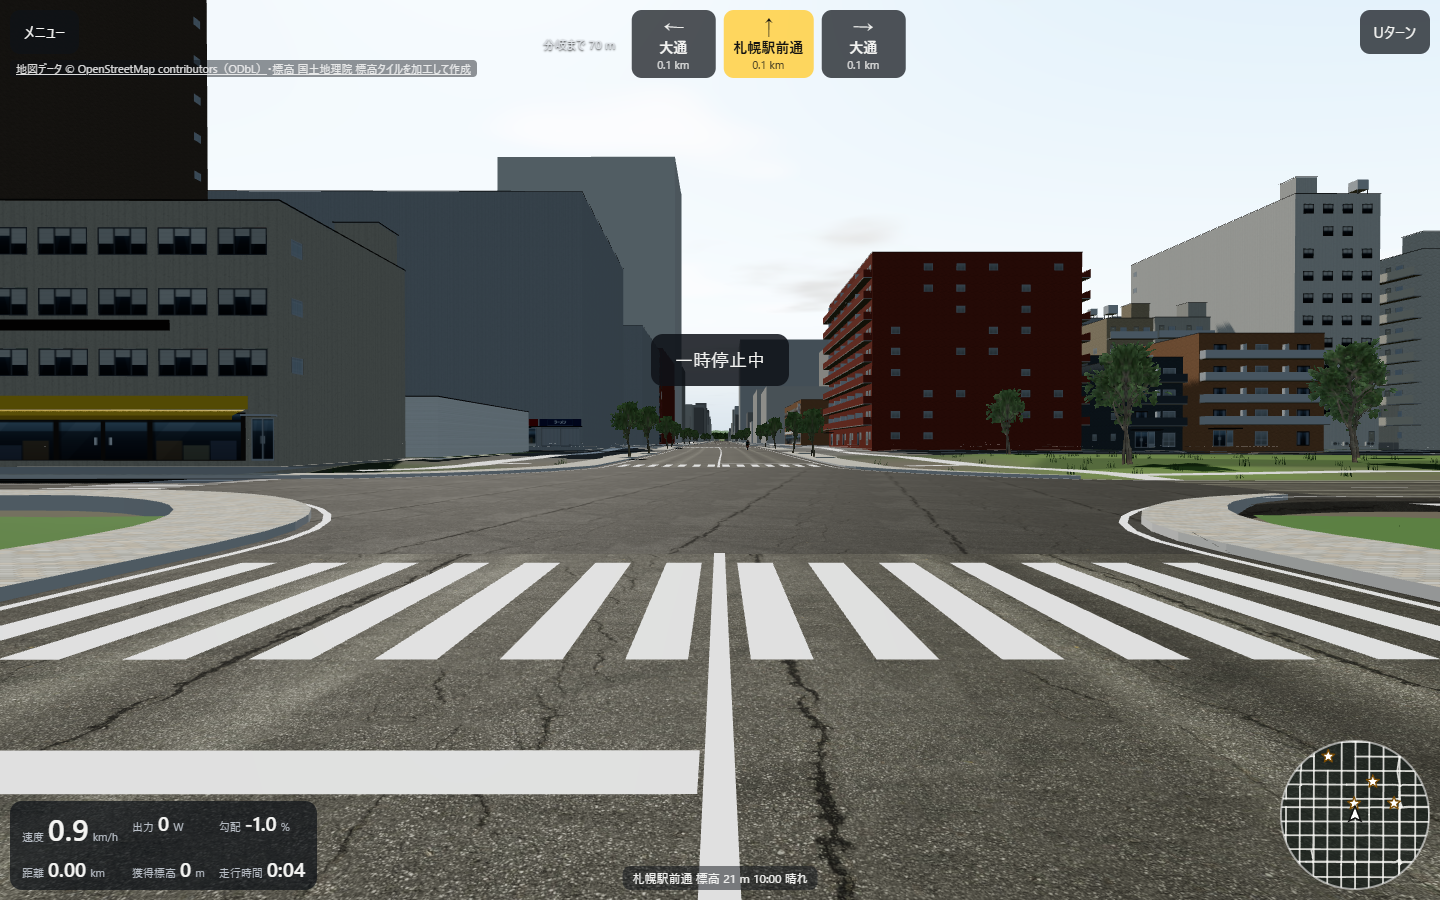 メニュー
地図データ © OpenStreetMap contributors（ODbL）・標高 国土地理院 標高タイルを加工して作成
分岐まで 70 m
←
大通
0.1 km
↑
札幌駅前通
0.1 km
→
大通
0.1 km
Uターン
一時停止中
速度 0.9 km/h
出力 0 W
勾配 -1.0 %
距離 0.00 km
獲得標高 0 m
走行時間 0:04
札幌駅前通 標高 21 m 10:00 晴れ